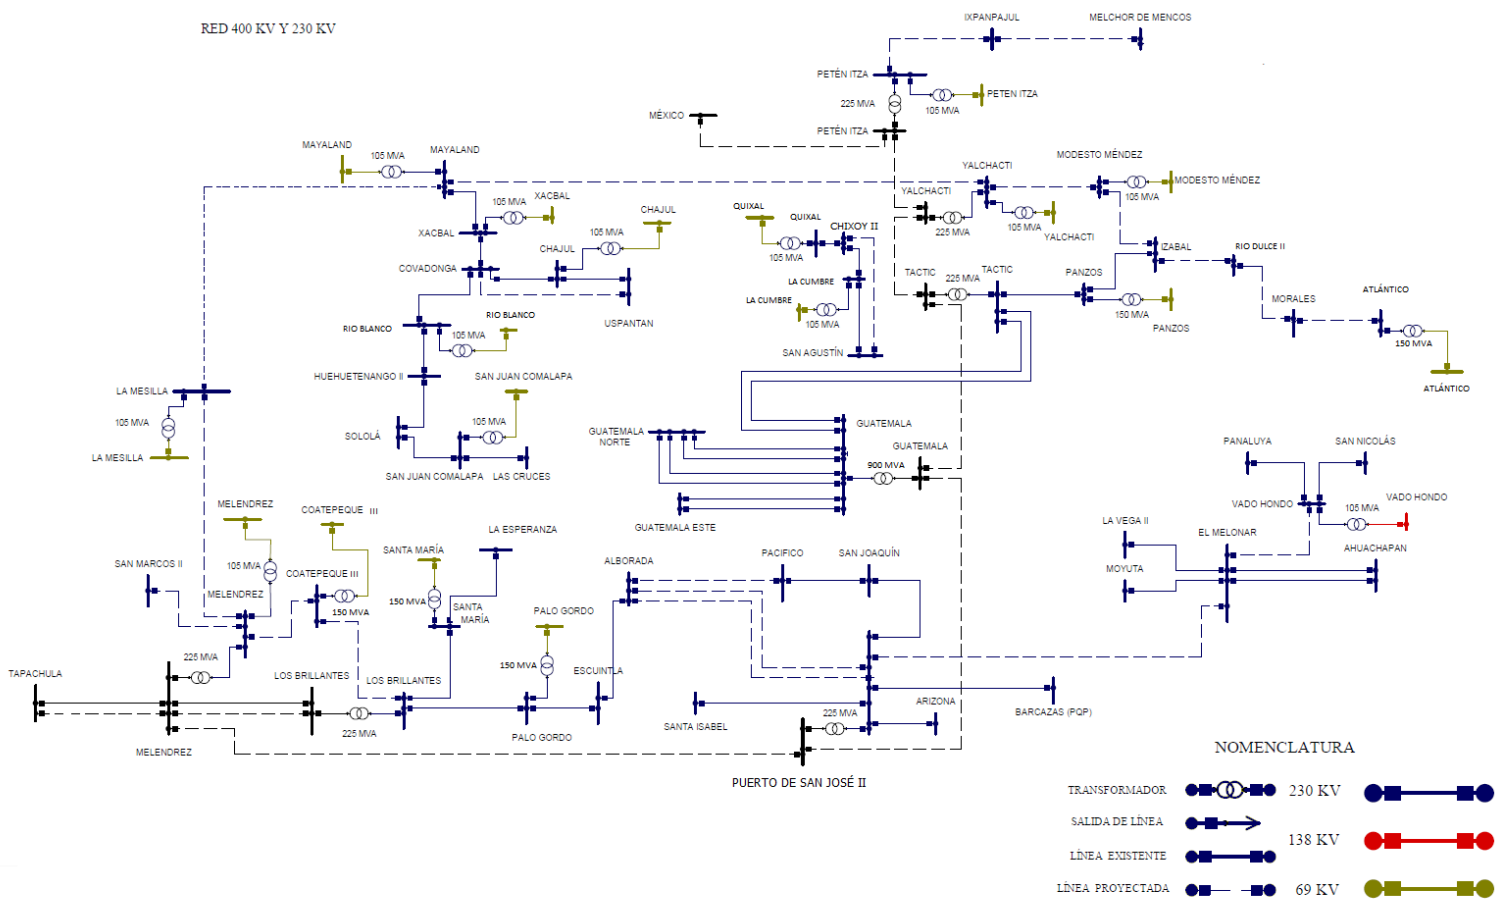 RED 400 KV Y 230 KV
IXPANPAJUL
MELCHOR DE MENCOS
PETÉN ITZA
PETEN ITZA
225 MVA
105 MVA
MÉXICO
PETÉN ITZA
MAYALAND
105 MVA
MAYALAND
XACBAL
105 MVA
XACBAL
CHAJUL
105 MVA
CHAJUL
COVADONGA
USPANTAN
RIO BLANCO
RIO BLANCO
105 MVA
HUEHUETENANGO II
SAN JUAN COMALAPA
105 MVA
SOLOLÁ
SAN JUAN COMALAPA
LAS CRUCES
LA MESILLA
105 MVA
LA MESILLA
QUIXAL
QUIXAL
105 MVA
CHIXOY II
LA CUMBRE
LA CUMBRE
105 MVA
SAN AGUSTÍN
YALCHACTI
YALCHACTI
225 MVA
105 MVA
YALCHACTI
MODESTO MÉNDEZ
MODESTO MÉNDEZ
105 MVA
TACTIC
225 MVA
TACTIC
PANZOS
150 MVA
PANZOS
IZABAL
RIO DULCE II
MORALES
ATLÁNTICO
150 MVA
ATLÁNTICO
GUATEMALA
NORTE
GUATEMALA
GUATEMALA
900 MVA
GUATEMALA ESTE
PANALUYA
SAN NICOLÁS
VADO HONDO
105 MVA
VADO HONDO
LA VEGA II
EL MELONAR
AHUACHAPAN
MOYUTA
MELENDREZ
COATEPEQUE III
105 MVA
SAN MARCOS II
MELENDREZ
COATEPEQUE III
150 MVA
SANTA MARÍA
150 MVA
SANTA
MARÍA
LA ESPERANZA
PALO GORDO
150 MVA
ESCUINTLA
ALBORADA
PACIFICO
SAN JOAQUÍN
225 MVA
TAPACHULA
LOS BRILLANTES
LOS BRILLANTES
225 MVA
MELENDREZ
PALO GORDO
SANTA ISABEL
225 MVA
ARIZONA
BARCAZAS (PQP)
PUERTO DE SAN JOSÉ II
NOMENCLATURA
TRANSFORMADOR
230 KV
SALIDA DE LÍNEA
138 KV
LÍNEA EXISTENTE
LÍNEA PROYECTADA
69 KV